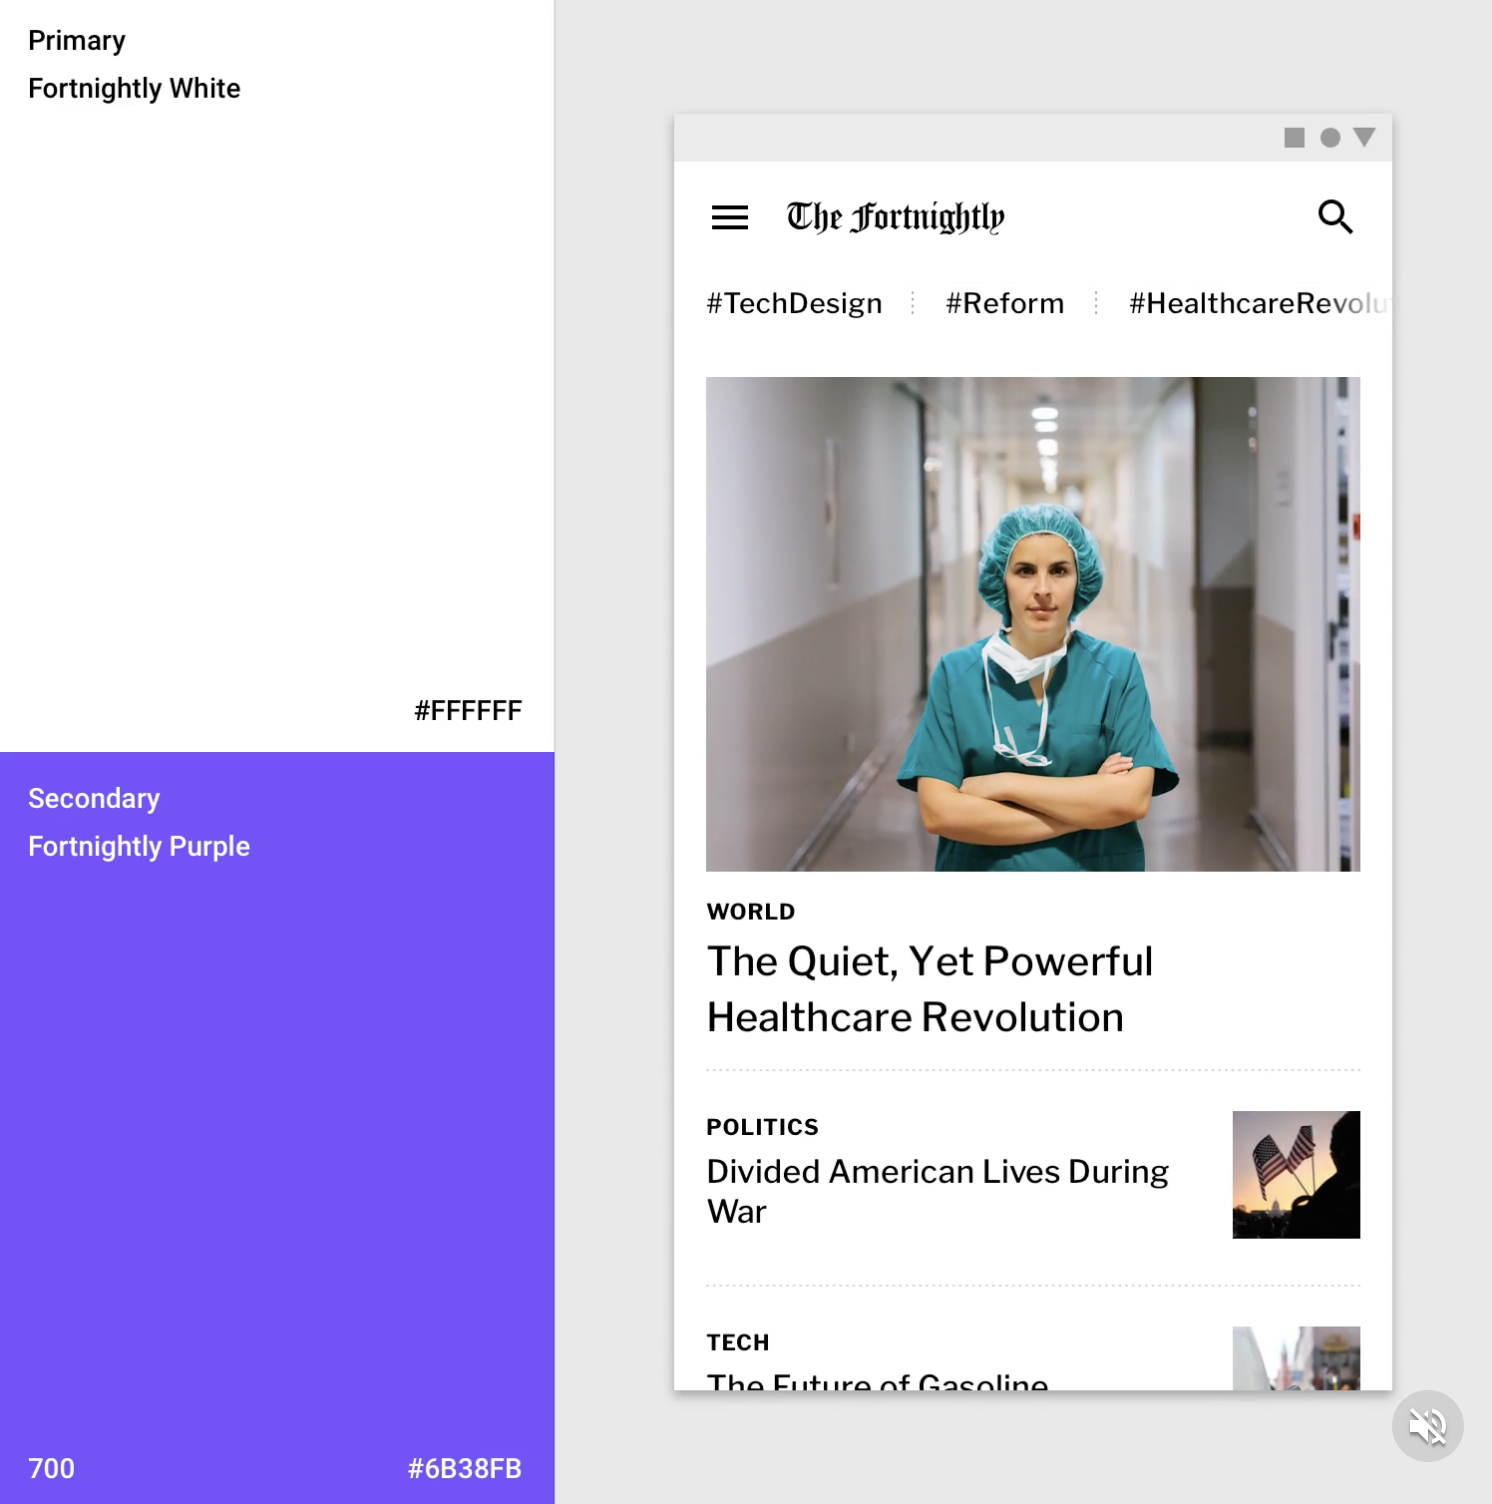 Primary
Fortnightly White
#FFFFFF
Secondary
Fortnightly Purple
700
#6B38FB
The Fortnightly
#TechDesign
#Reform
#HealthcareRevolu
WORLD
The Quiet, Yet Powerful
Healthcare Revolution
POLITICS
Divided American Lives During
War
TECH
The Future of Gasoline